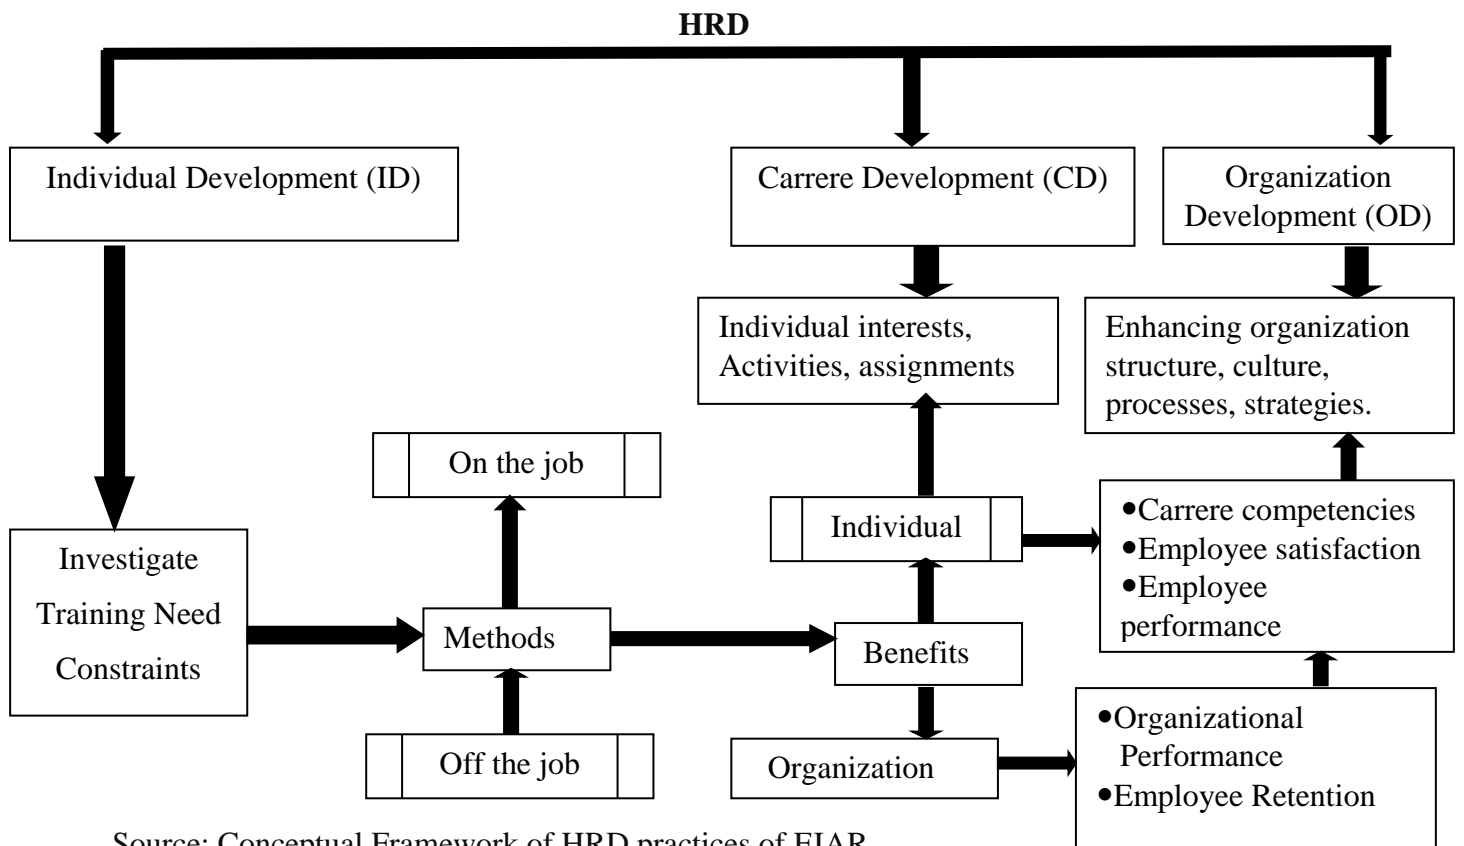 HRD
Individual Development (ID)
Carrere Development (CD)
Organization
Development (OD)
Individual interests,
Activities, assignments
Enhancing organization
structure, culture,
processes, strategies.
On the job
Individual
•Carrere competencies
•Employee satisfaction
•Employee
performance
Investigate
Training Need
Constraints
Methods
Benefits
Off the job
Organization
•Organizational
Performance
•Employee Retention
Source: Conceptual Framework of HRD practices of EIAR